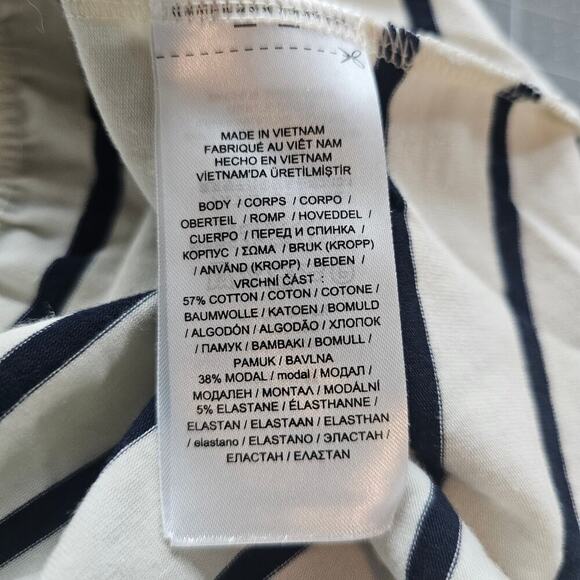 MADE IN VIETNAM
FABRIQUÉ AU VIÊT NAM
HECHO EN VIETNAM
VİETNAM'DA ÜRETİLMİŞTİR
BODY / CORPS / CORPO /
OBERTEIL / ROMP / HOVEDDEL /
CUERPO / ПЕРЕД И СПИНКА /
КОРПУС / ΣΩΜΑ / BRUK (KROPP)
/ ANVÄND (KROPP) / BEDEN /
VRCHNÍ ČÁST :
57% COTTON / COTON / COTONE /
BAUMWOLLE / KATOEN / BOMULD
/ ALGODÓN / ALGODÃO / ХЛОПОК
/ ПАМУК / ΒΑΜΒΑΚΙ / BOMULL /
PAMUK / BAVLNA
38% MODAL / modal / МОДАЛ /
МОДАЛЕН / ΜΟΝΤΑΛ / MODÁLNÍ
5% ELASTANE / ÉLASTHANNE /
ELASTAN / ELASTAAN / ELASTHAN
/ elastano / ELASTANO / ЭЛАСТАН /
ЕЛАСТАН / ΕΛΑΣΤΑΝ